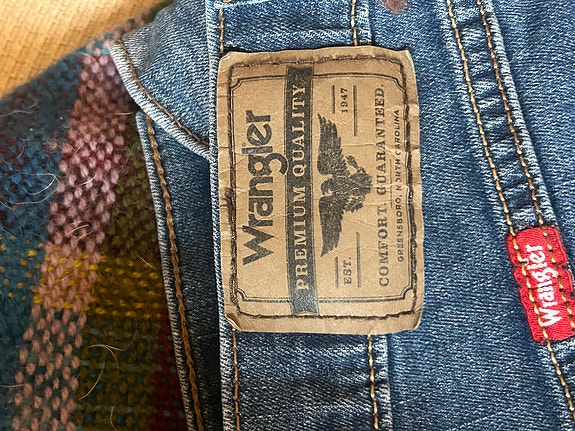 Wrangler
PREMIUM QUALITY
EST. 1947
COMFORT GUARANTEED.
GREENSBORO, NORTH CAROLINA
Wrangler